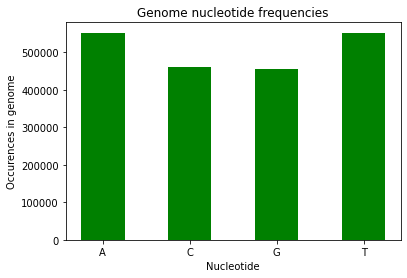 Genome nucleotide frequencies
Occurences in genome
500000
400000
300000
200000
100000
0
A C G T
Nucleotide